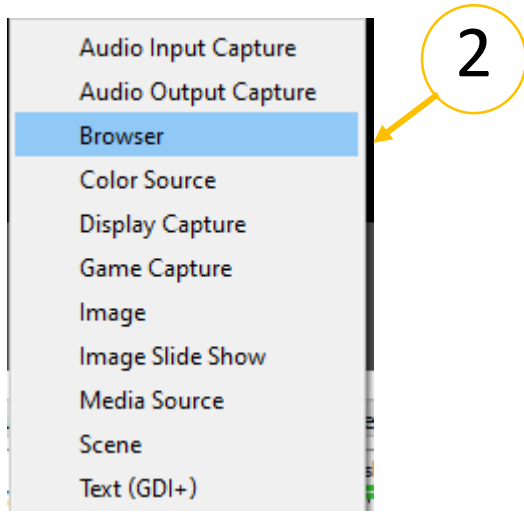 2
Audio Input Capture
Audio Output Capture
Browser
Color Source
Display Capture
Game Capture
Image
Image Slide Show
Media Source
Scene
Text (GDI+)